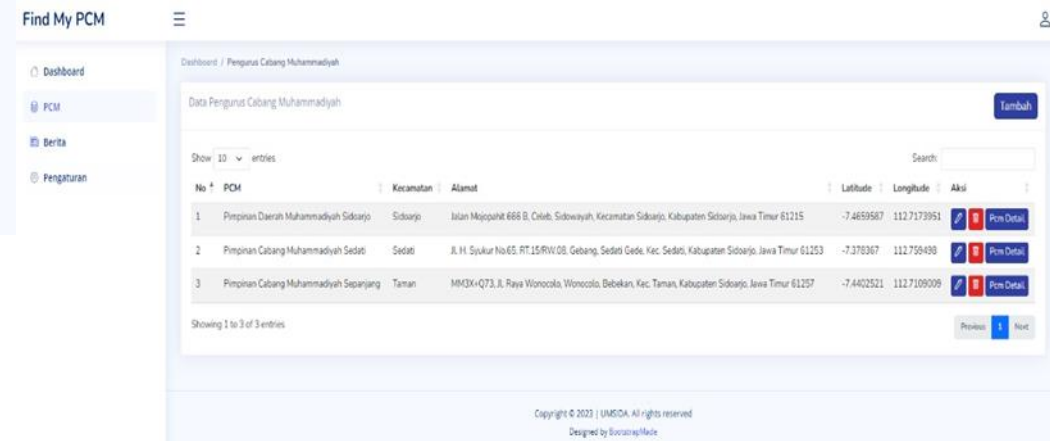 Find My PCM
Dashboard
PCM
Berita
Pengaturan
Dashboard / Pengurus Cabang Muhammadiyah
Data Pengurus Cabang Muhammadiyah
Tambah
Show 10 entries
Search:
No PCM Kecamatan Alamat Latitude Longitude Aksi
1 Pimpinan Daerah Muhammadiyah Sidoarjo Sidoarjo Jalan Mojopahit 666 B, Celeb, Sidowayah, Kecamatan Sidoarjo, Kabupaten Sidoarjo, Jawa Timur 61215 -7.4659587 112.7173951 Pcm Detail
2 Pimpinan Cabang Muhammadiyah Sedati Sedati Jl. H. Syukur No.65, RT.15/RW.08, Gebang, Sedati Gede, Kec. Sedati, Kabupaten Sidoarjo, Jawa Timur 61253 -7.378367 112.759498 Pcm Detail
3 Pimpinan Cabang Muhammadiyah Sepanjang Taman MM3X+Q73, Jl. Raya Wonocolo, Wonocolo, Bebekan, Kec. Taman, Kabupaten Sidoarjo, Jawa Timur 61257 -7.4402521 112.7109009 Pcm Detail
Showing 1 to 3 of 3 entries
Previous 1 Next
Copyright © 2023 | UMSIDA. All rights reserved
Designed by BootstrapMade